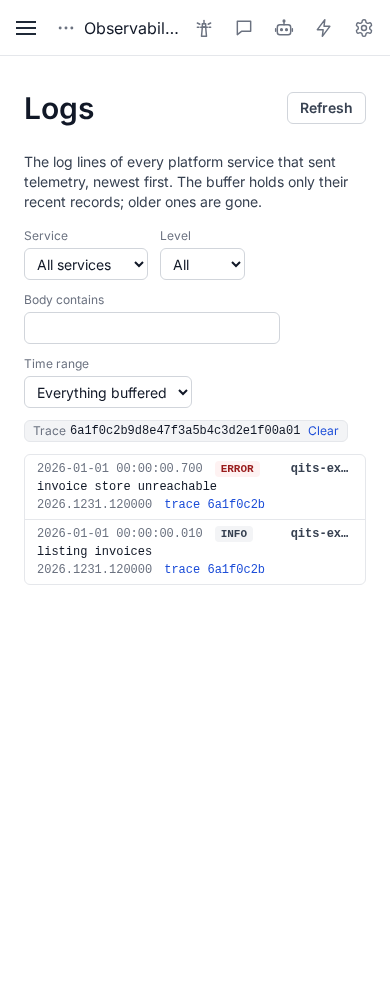 Observabil…
Logs
Refresh
The log lines of every platform service that sent
telemetry, newest first. The buffer holds only their
recent records; older ones are gone.
Service
Level
All services
All
Body contains
Time range
Everything buffered
Trace 6a1f0c2b9d8e47f3a5b4c3d2e1f00a01 Clear
2026-01-01 00:00:00.700 ERROR qits-ex…
invoice store unreachable
2026.1231.120000 trace 6a1f0c2b
2026-01-01 00:00:00.010 INFO qits-ex…
listing invoices
2026.1231.120000 trace 6a1f0c2b